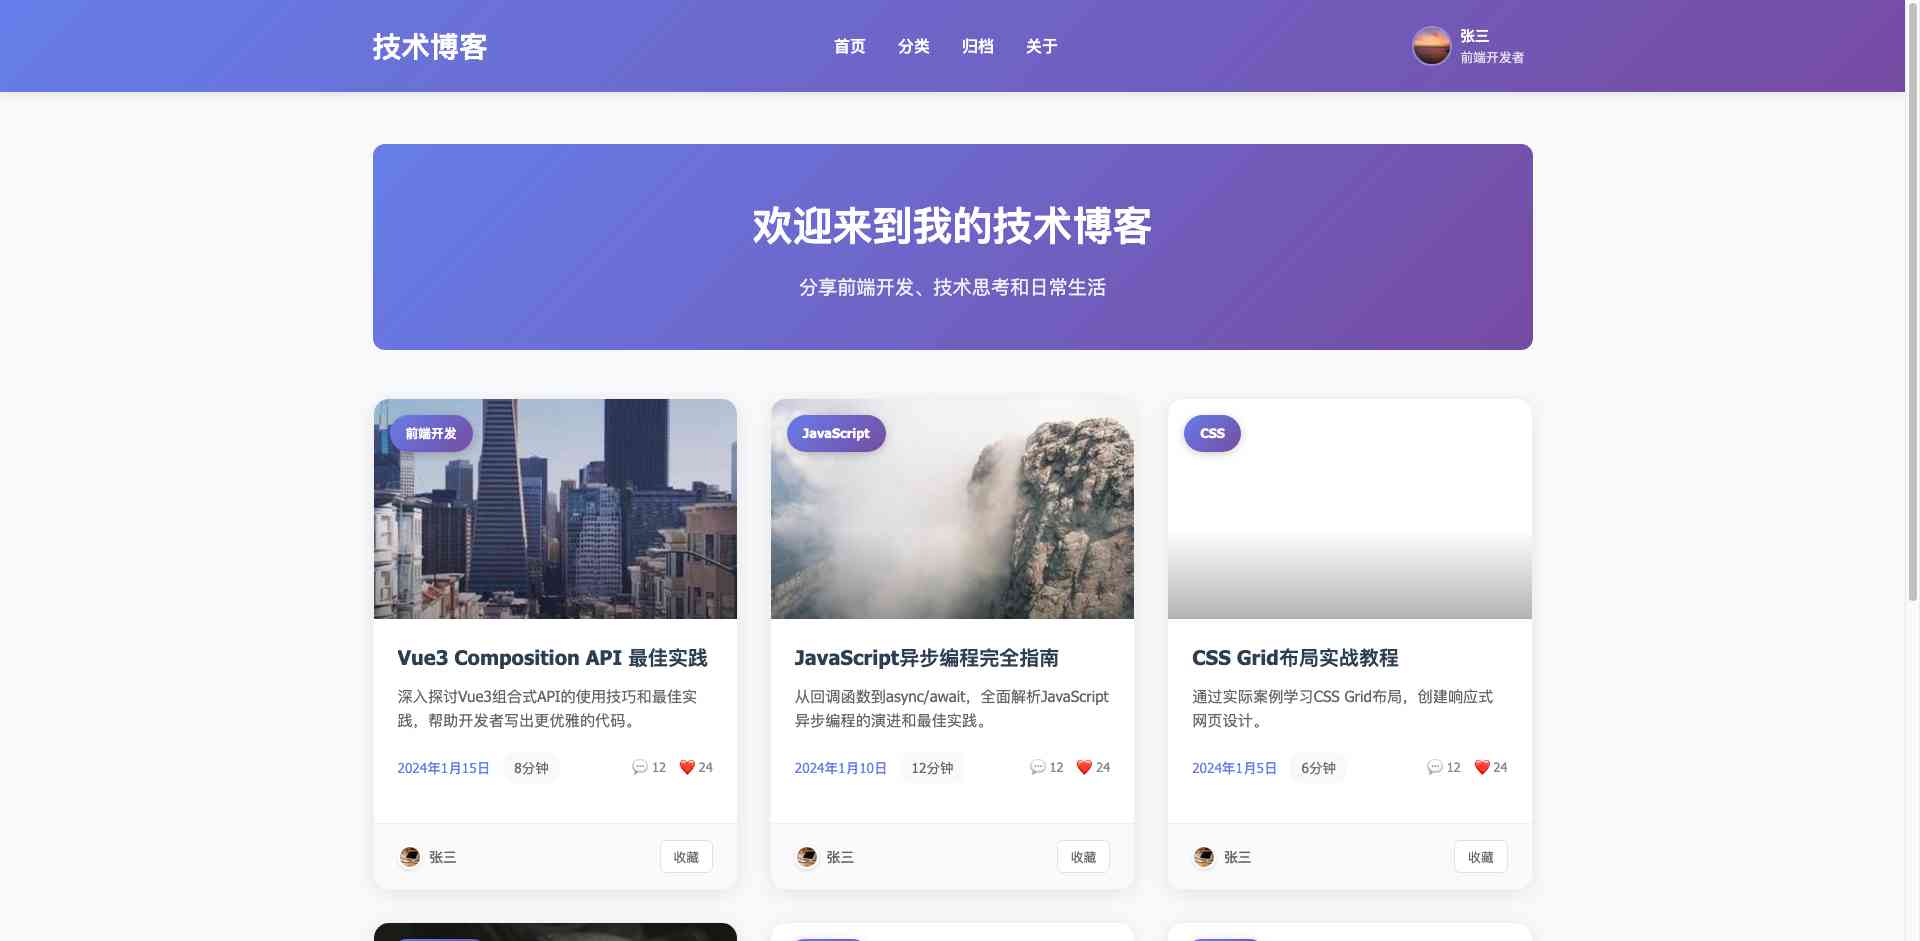 技术博客
首页 分类 归档 关于
张三
前端开发者
欢迎来到我的技术博客
分享前端开发、技术思考和日常生活
前端开发
Vue3 Composition API 最佳实践
深入探讨Vue3组合式API的使用技巧和最佳实
践，帮助开发者写出更优雅的代码。
2024年1月15日 8分钟 12 24
张三 收藏
JavaScript
JavaScript异步编程完全指南
从回调函数到async/await，全面解析JavaScript
异步编程的演进和最佳实践。
2024年1月10日 12分钟 12 24
张三 收藏
CSS
CSS Grid布局实战教程
通过实际案例学习CSS Grid布局，创建响应式
网页设计。
2024年1月5日 6分钟 12 24
张三 收藏